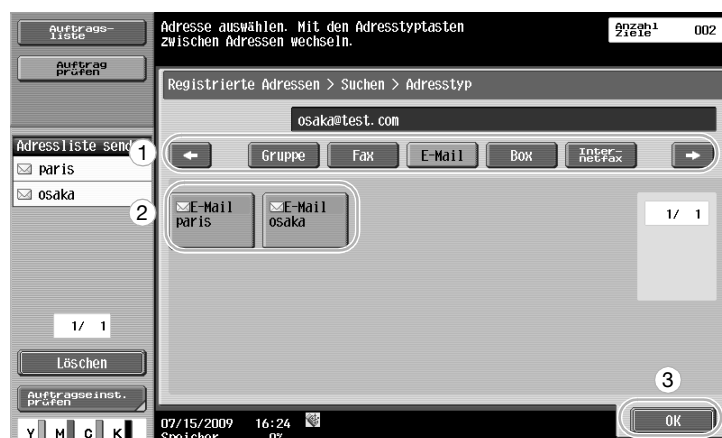 Auftrags-
liste
Auftrag
prüfen
Adresse auswählen. Mit den Adresstyptasten
zwischen Adressen wechseln.
Anzahl
Ziele
002
Registrierte Adressen > Suchen > Adresstyp
osaka@test.com
Adressliste send
1
Gruppe
Fax
E-Mail
Box
Inter-
netfax
paris
osaka
2
E-Mail
paris
E-Mail
osaka
1/ 1
1/ 1
Löschen
Auftragseinst.
prüfen
3
OK
07/15/2009 16:24
Speicher 0%
Y M C K